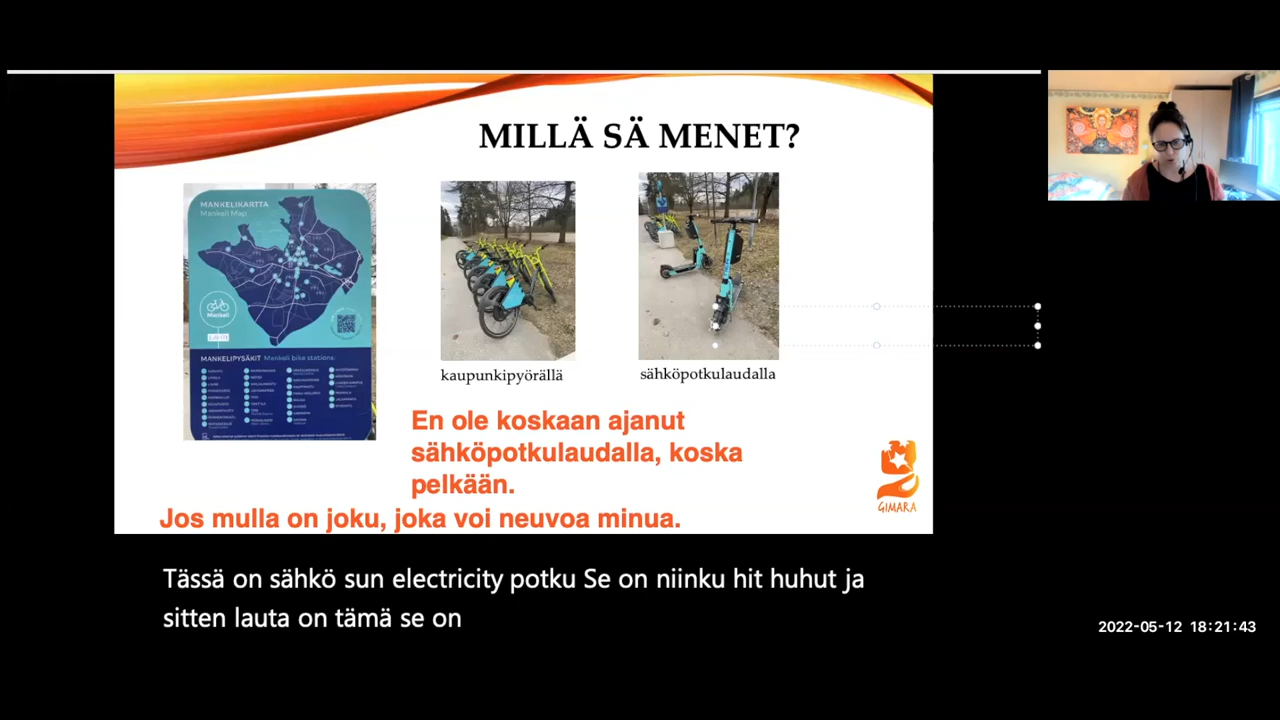 MILLÄ SÄ MENET?
MANKELIKARTTA
Mankeli Map
Mankeli
LAHTI
MANKELIPYSÄKIT Mankeli bike stations:
kaupunkipyörällä
sähköpotkulaudalla
En ole koskaan ajanut
sähköpotkulaudalla, koska
pelkään.
Jos mulla on joku, joka voi neuvoa minua.
GIMARA
Tässä on sähkö sun electricity potku Se on niinku hit huhut ja
sitten lauta on tämä se on
2022-05-12 18:21:43